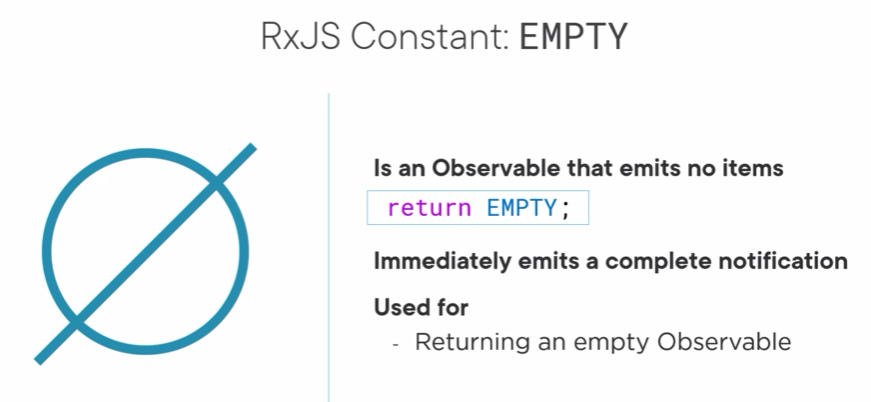 RxJS Constant: EMPTY
Is an Observable that emits no items
return EMPTY;
Immediately emits a complete notification
Used for
- Returning an empty Observable